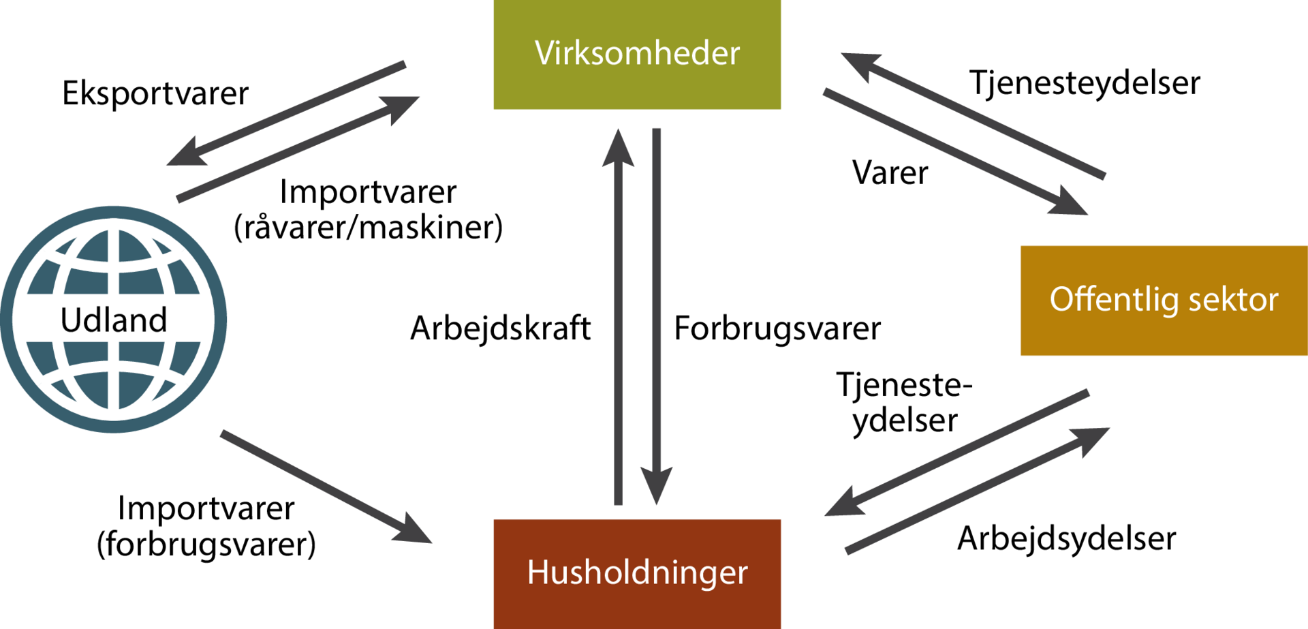 Virksomheder
Eksportvarer
Tjenesteydelser
Importvarer
(råvarer/maskiner)
Varer
Udland
Offentlig sektor
Arbejdskraft
Forbrugsvarer
Tjeneste-
ydelser
Importvarer
(forbrugsvarer)
Arbejdsydelser
Husholdninger